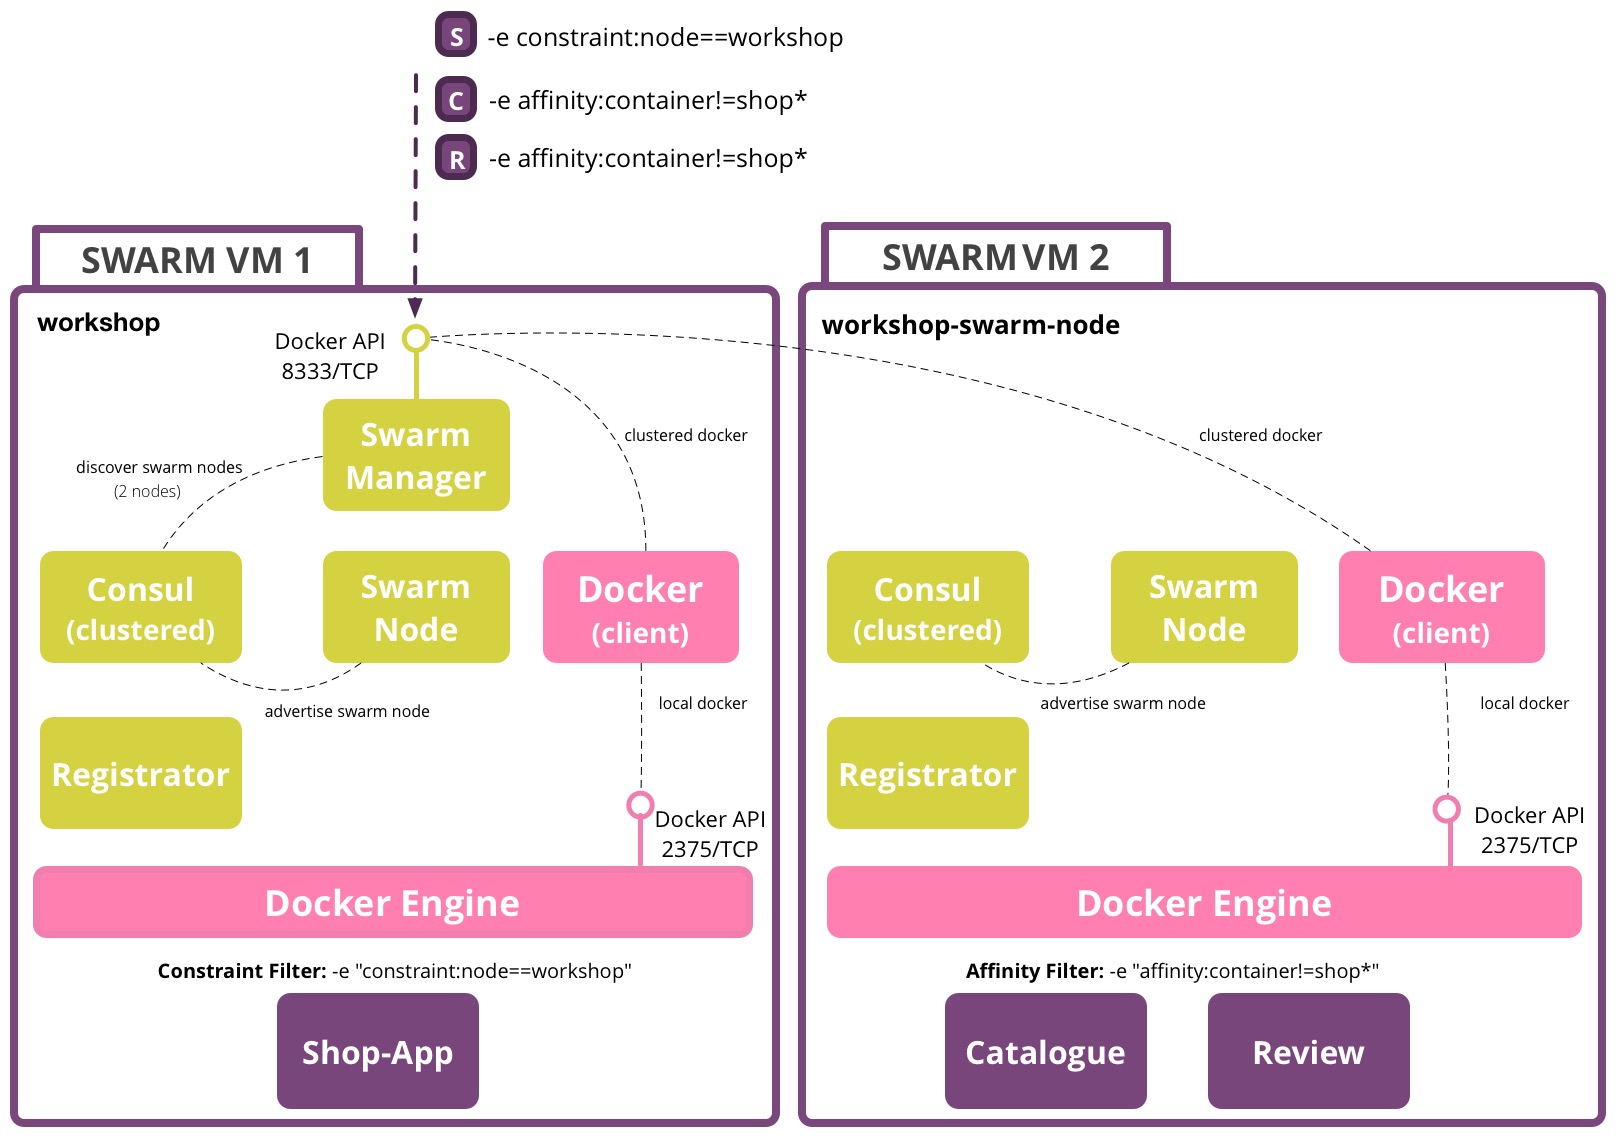 S -e constraint:node==workshop
C -e affinity:container!=shop*
R -e affinity:container!=shop*
SWARM VM 1
workshop
Docker API
8333/TCP
Swarm
Manager
clustered docker
discover swarm nodes
(2 nodes)
Consul
(clustered)
Swarm
Node
Docker
(client)
advertise swarm node
local docker
Registrator
Docker API
2375/TCP
Docker Engine
Constraint Filter: -e "constraint:node==workshop"
Shop-App
SWARM VM 2
workshop-swarm-node
clustered docker
Consul
(clustered)
Swarm
Node
Docker
(client)
advertise swarm node
local docker
Registrator
Docker API
2375/TCP
Docker Engine
Affinity Filter: -e "affinity:container!=shop*"
Catalogue
Review